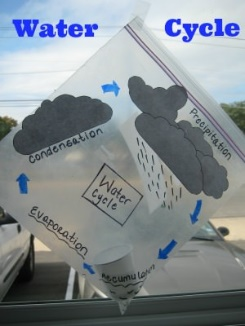 Water Cycle
Condensation
Precipitation
Water
Cycle
Evaporation
Accumulation